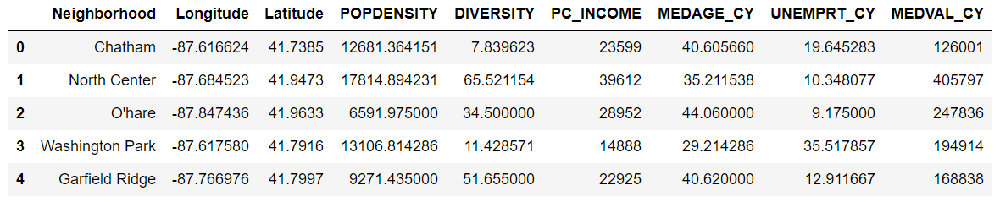 Neighborhood Longitude Latitude POPDENSITY DIVERSITY PC_INCOME MEDAGE_CY UNEMPRT_CY MEDVAL_CY
0 Chatham -87.616624 41.7385 12681.364151 7.839623 23599 40.605660 19.645283 126001
1 North Center -87.684523 41.9473 17814.894231 65.521154 39612 35.211538 10.348077 405797
2 O'hare -87.847436 41.9633 6591.975000 34.500000 28952 44.060000 9.175000 247836
3 Washington Park -87.617580 41.7916 13106.814286 11.428571 14888 29.214286 35.517857 194914
4 Garfield Ridge -87.766976 41.7997 9271.435000 51.655000 22925 40.620000 12.911667 168838